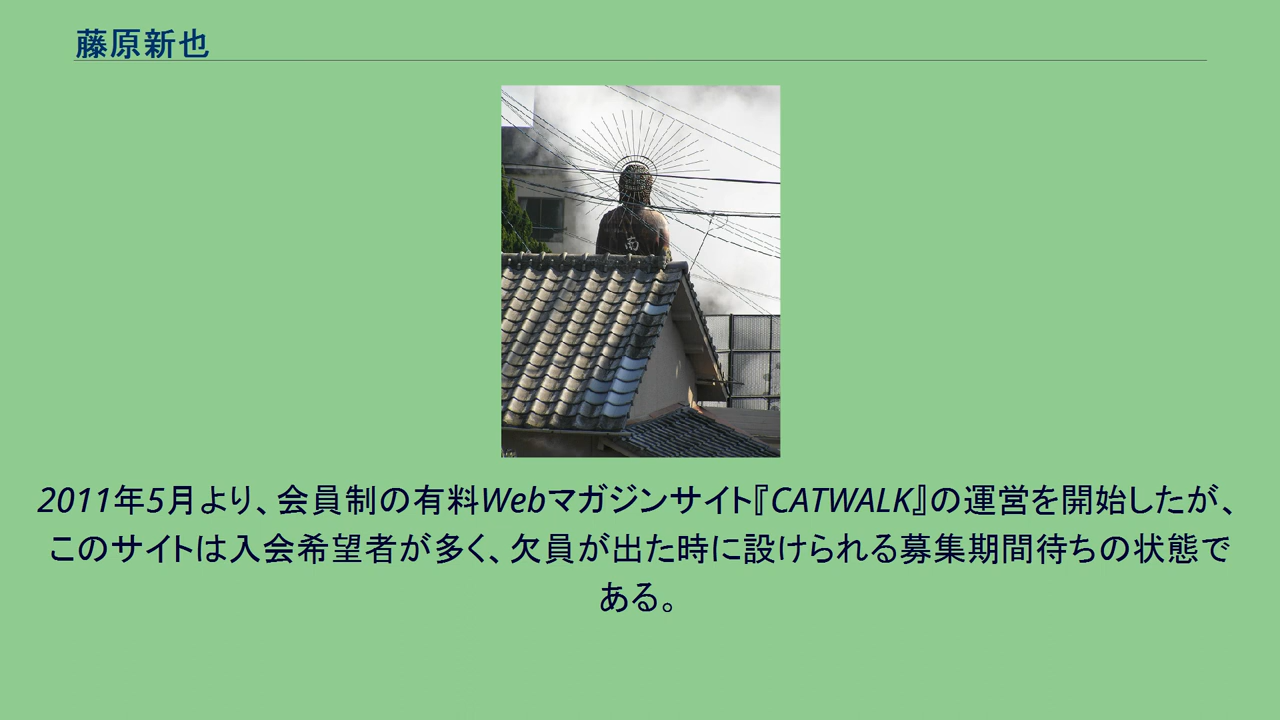 藤原新也
南
2011年5月より、会員制の有料Webマガジンサイト『CATWALK』の運営を開始したが、
このサイトは入会希望者が多く、欠員が出た時に設けられる募集期間待ちの状態で
ある。